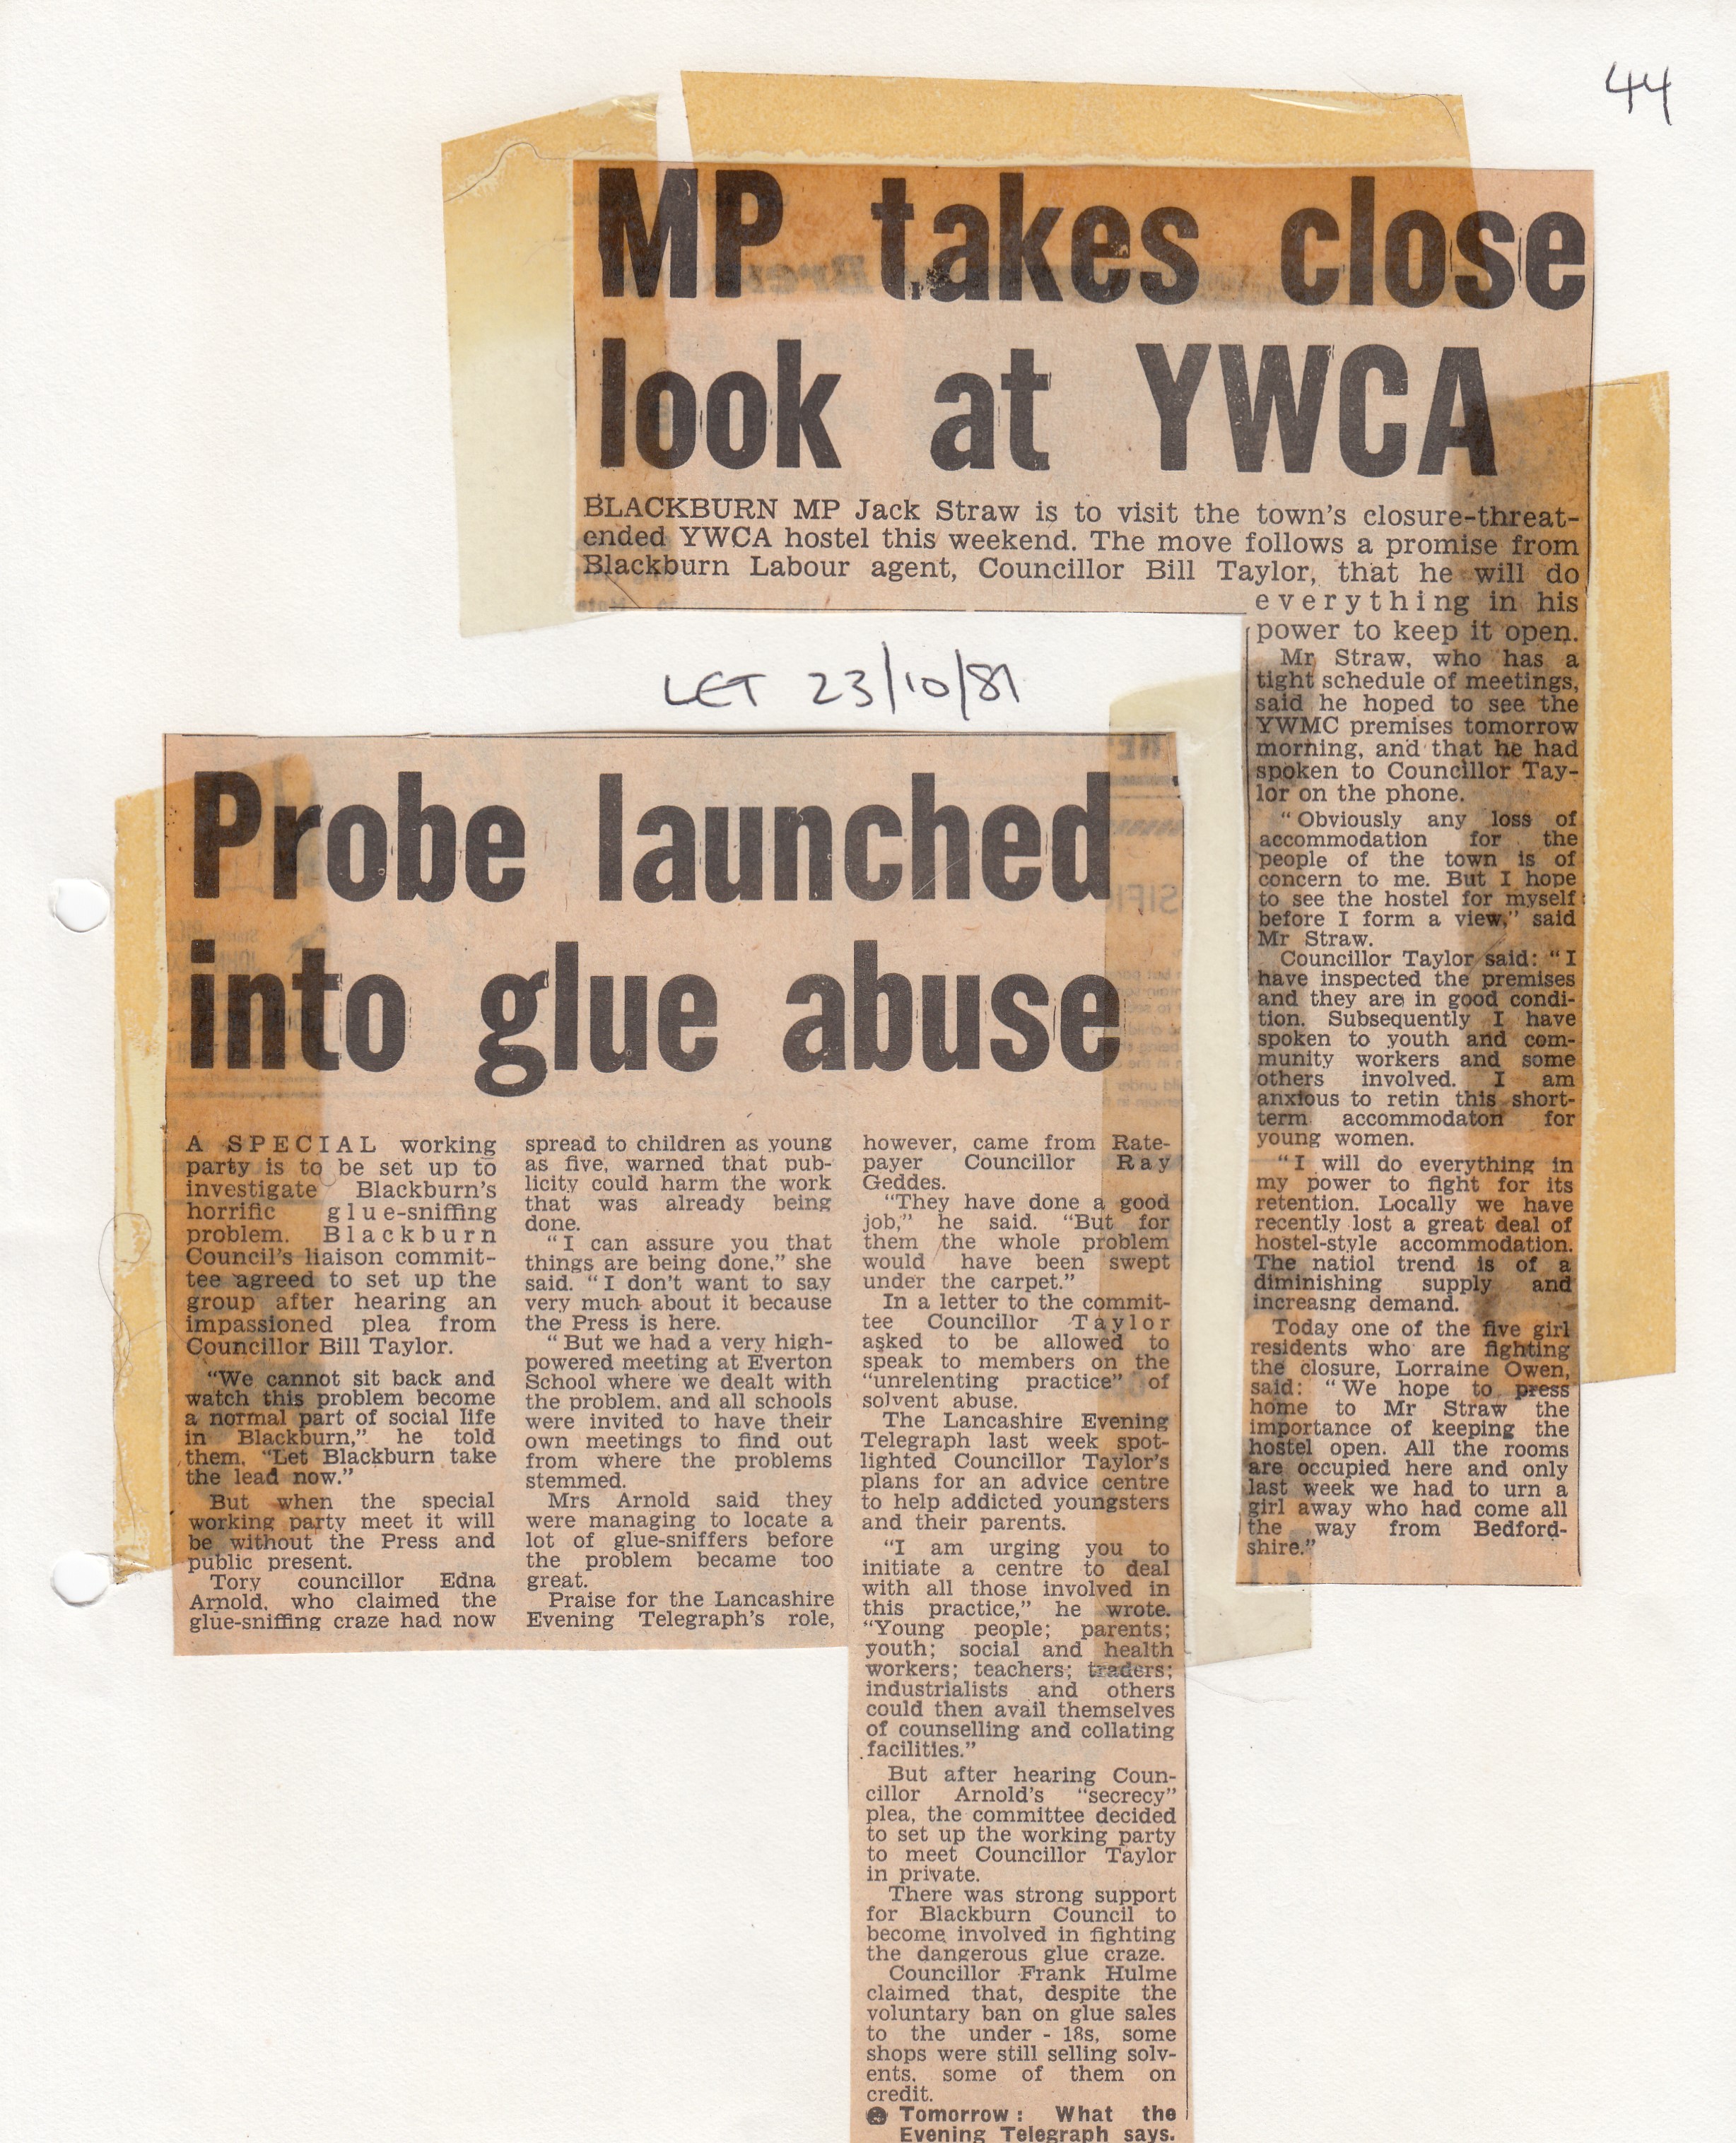 44
MP takes close
look at YWCA
BLACKBURN MP Jack Straw is to visit the town's closure-threat-
ended YWCA hostel this weekend. The move follows a promise from
Blackburn Labour agent, Councillor Bill Taylor, that he will do
everything in his
power to keep it open.
Mr Straw, who has a
tight schedule of meetings,
said he hoped to see the
YWMC premises tomorrow
morning, and that he had
spoken to Councillor Tay-
lor on the phone.
"Obviously any loss of
accommodation for the
people of the town is of
concern to me. But I hope
to see the hostel for myself
before I form a view," said
Mr Straw.
Councillor Taylor said: "I
have inspected the premises
and they are in good condi-
tion. Subsequently I have
spoken to youth and com-
munity workers and some
others involved. I am
anxious to retin this short-
term accommodaton for
young women.
"I will do everything in
my power to fight for its
retention. Locally we have
recently lost a great deal of
hostel-style accommodation.
The natiol trend is of a
diminishing supply and
increasng demand.
Today one of the five girl
residents who are fighting
the closure, Lorraine Owen,
said: "We hope to press
home to Mr Straw the
importance of keeping the
hostel open. All the rooms
are occupied here and only
last week we had to urn a
girl away who had come all
the way from Bedford-
shire."
LET 23/10/81
Probe launched
into glue abuse
A SPECIAL working
party is to be set up to
investigate Blackburn's
horrific glue-sniffing
problem. Blackburn
Council's liaison commit-
tee agreed to set up the
group after hearing an
impassioned plea from
Councillor Bill Taylor.
"We cannot sit back and
watch this problem become
a normal part of social life
in Blackburn," he told
them. "Let Blackburn take
the lead now."
But when the special
working party meet it will
be without the Press and
public present.
Tory councillor Edna
Arnold, who claimed the
glue-sniffing craze had now
spread to children as young
as five, warned that pub-
licity could harm the work
that was already being
done.
"I can assure you that
things are being done," she
said. "I don't want to say
very much about it because
the Press is here.
"But we had a very high-
powered meeting at Everton
School where we dealt with
the problem, and all schools
were invited to have their
own meetings to find out
from where the problems
stemmed.
Mrs Arnold said they
were managing to locate a
lot of glue-sniffers before
the problem became too
great.
Praise for the Lancashire
Evening Telegraph's role,
however, came from Rate-
payer Councillor Ray
Geddes.
"They have done a good
job," he said. "But for
them the whole problem
would have been swept
under the carpet."
In a letter to the commit-
tee Councillor Taylor
asked to be allowed to
speak to members on the
"unrelenting practice" of
solvent abuse.
The Lancashire Evening
Telegraph last week spot-
lighted Councillor Taylor's
plans for an advice centre
to help addicted youngsters
and their parents.
"I am urging you to
initiate a centre to deal
with all those involved in
this practice," he wrote.
"Young people; parents;
youth; social and health
workers; teachers; traders;
industrialists and others
could then avail themselves
of counselling and collating
facilities."
But after hearing Coun-
cillor Arnold's "secrecy"
plea, the committee decided
to set up the working party
to meet Councillor Taylor
in private.
There was strong support
for Blackburn Council to
become involved in fighting
the dangerous glue craze.
Councillor Frank Hulme
claimed that, despite the
voluntary ban on glue sales
to the under - 18s, some
shops were still selling solv-
ents, some of them on
credit.
● Tomorrow: What the
Evening Telegraph says.